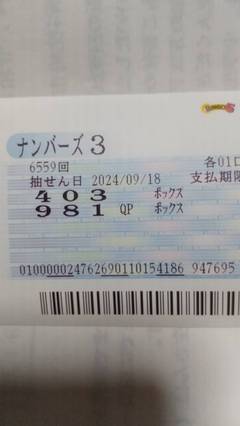 ナンバーズ3
6559回 各01口
抽せん日 2024/09/18 支払期限
403 ボックス
981 QP ボックス
010000024762690110154186 947695